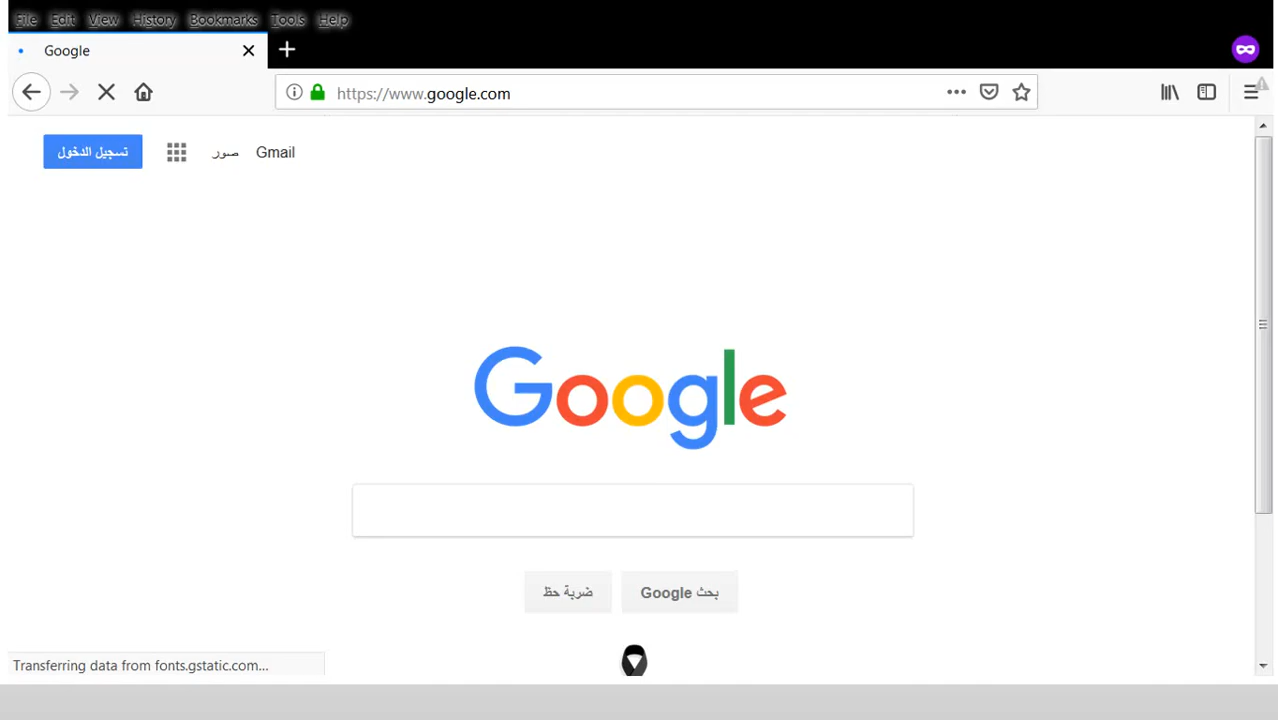 File Edit View History Bookmarks Tools Help
Google
https://www.google.com
تسجيل الدخول صور Gmail
Google
ضربة حظ بحث Google
Transferring data from fonts.gstatic.com...